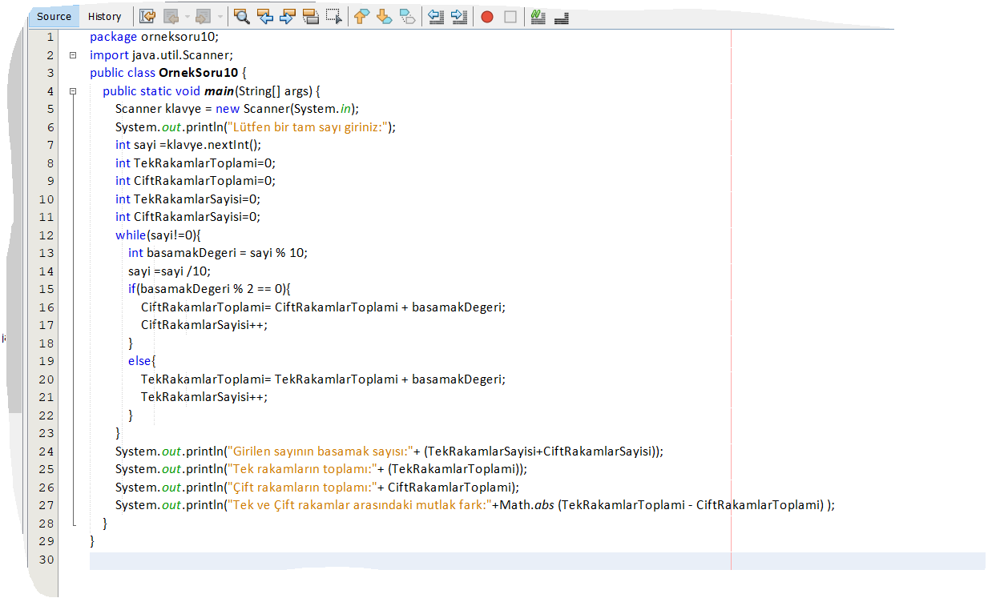 Source History
1 package orneksoru10;
2 import java.util.Scanner;
3 public class OrnekSoru10 {
4 public static void main(String[] args) {
5 Scanner klavye = new Scanner(System.in);
6 System.out.println("Lütfen bir tam sayı giriniz:");
7 int sayi =klavye.nextInt();
8 int TekRakamlarToplami=0;
9 int CiftRakamlarToplami=0;
10 int TekRakamlarSayisi=0;
11 int CiftRakamlarSayisi=0;
12 while(sayi!=0){
13 int basamakDegeri = sayi % 10;
14 sayi =sayi /10;
15 if(basamakDegeri % 2 == 0){
16 CiftRakamlarToplami= CiftRakamlarToplami + basamakDegeri;
17 CiftRakamlarSayisi++;
18 }
19 else{
20 TekRakamlarToplami= TekRakamlarToplami + basamakDegeri;
21 TekRakamlarSayisi++;
22 }
23 }
24 System.out.println("Girilen sayının basamak sayısı:"+ (TekRakamlarSayisi+CiftRakamlarSayisi));
25 System.out.println("Tek rakamların toplamı:"+ (TekRakamlarToplami));
26 System.out.println("Çift rakamların toplamı:"+ CiftRakamlarToplami);
27 System.out.println("Tek ve Çift rakamlar arasındaki mutlak fark:"+Math.abs (TekRakamlarToplami - CiftRakamlarToplami) );
28 }
29 }
30